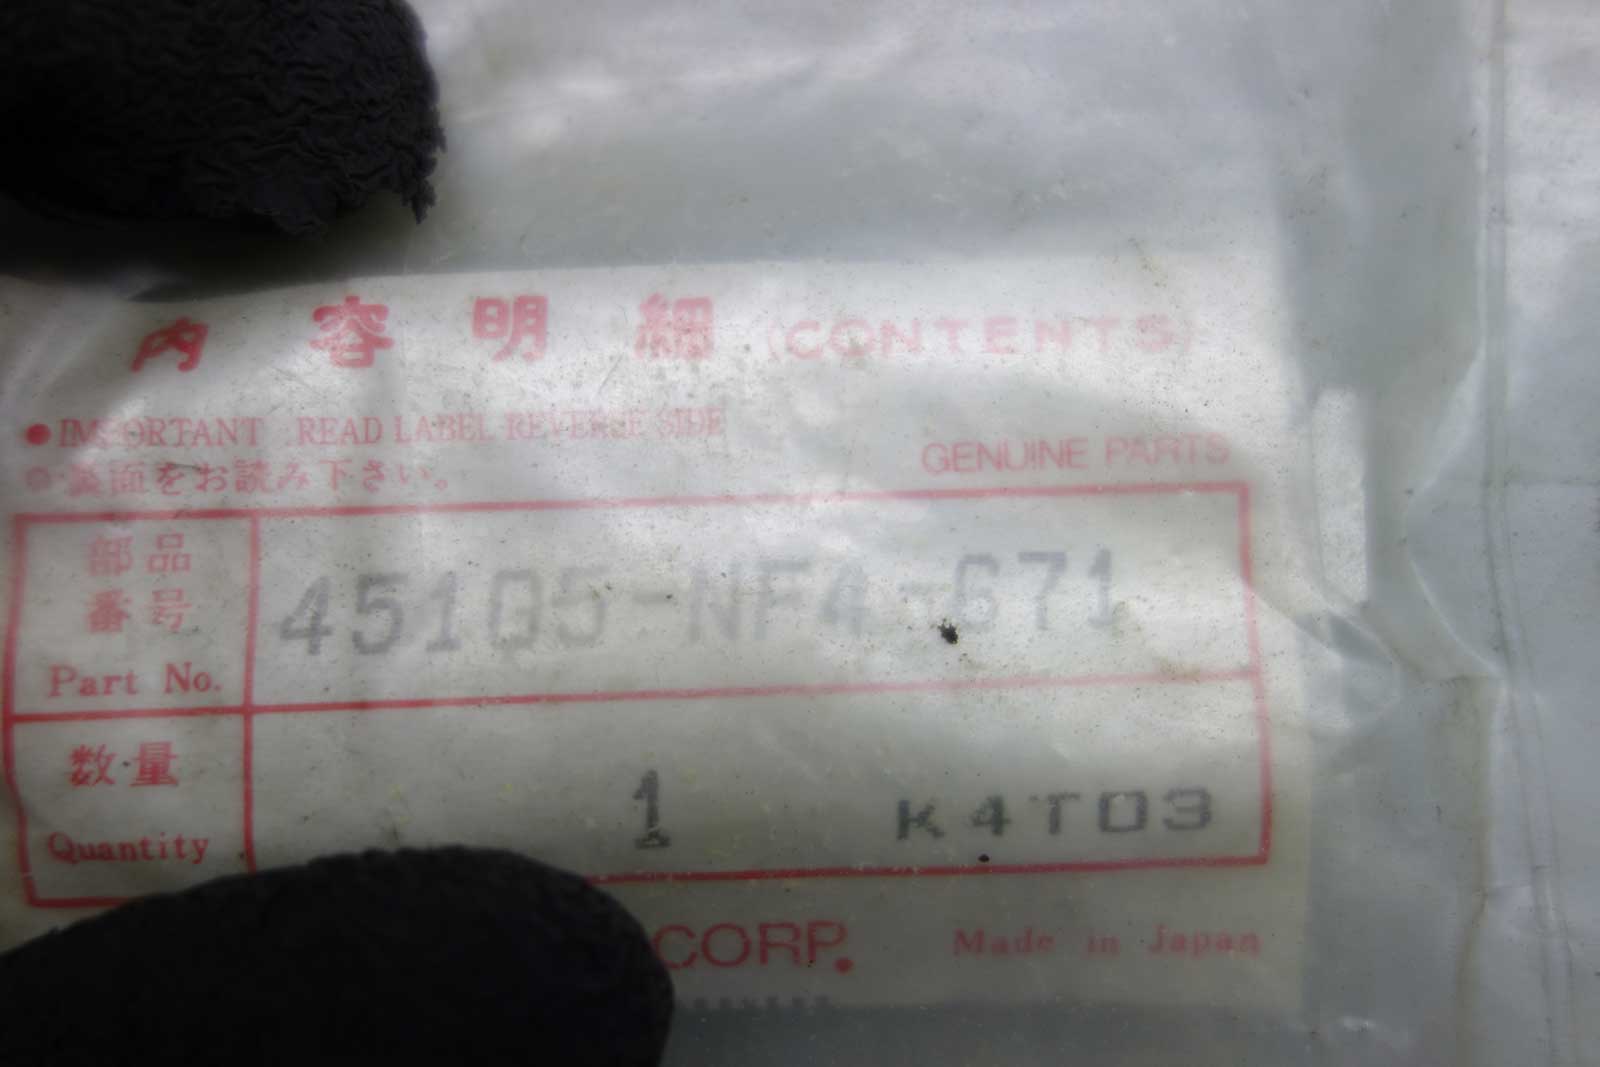 内容明細 (CONTENTS)
●IMPORTANT READ LABEL REVERSE SIDE
裏面をお読み下さい。
GENUINE PARTS
部品
番号
Part No.
45105-NF4-671
数量
Quantity
1 K4T03
CORP.
Made in Japan